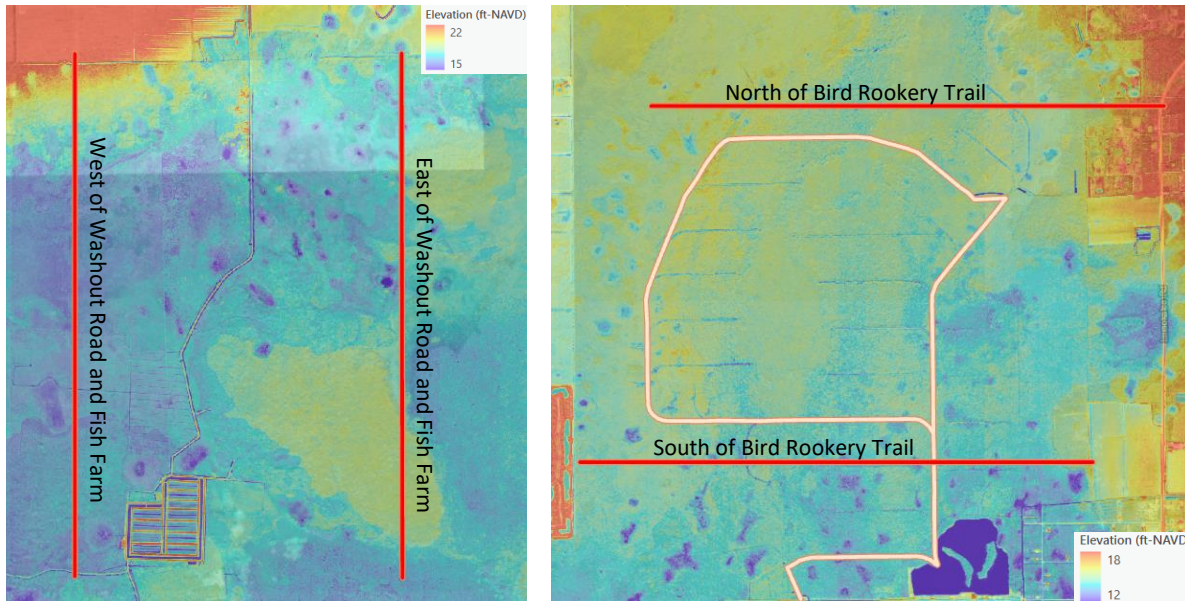 Elevation (ft-NAVD)
22
15
West of Washout Road and Fish Farm
East of Washout Road and Fish Farm
North of Bird Rookery Trail
South of Bird Rookery Trail
Elevation (ft-NAVD)
18
12